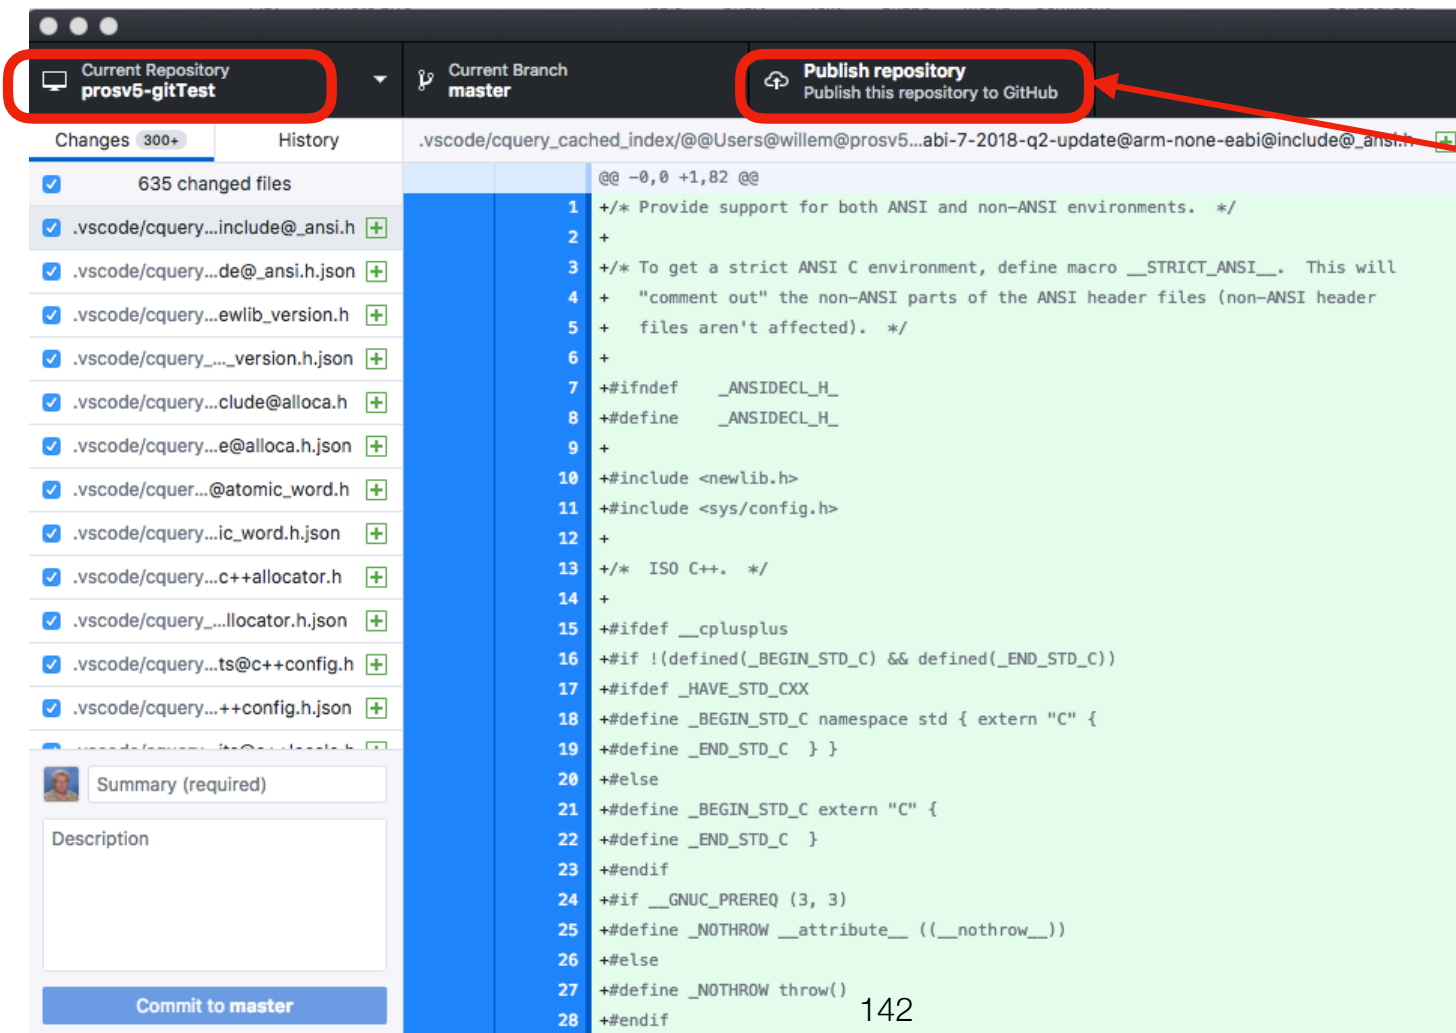 Current Repository
prosv5-gitTest
Current Branch
master
Publish repository
Publish this repository to GitHub
Changes 300+
History
.vscode/cquery_cached_index/@@Users@willem@prosv5...abi-7-2018-q2-update@arm-none-eabi@include@_ansi.h
635 changed files
.vscode/cquery...include@_ansi.h
.vscode/cquery...de@_ansi.h.json
.vscode/cquery...ewlib_version.h
.vscode/cquery_..._version.h.json
.vscode/cquery...clude@alloca.h
.vscode/cquery...e@alloca.h.json
.vscode/cquer...@atomic_word.h
.vscode/cquery...ic_word.h.json
.vscode/cquery...c++allocator.h
.vscode/cquery_...llocator.h.json
.vscode/cquery...ts@c++config.h
.vscode/cquery...++config.h.json
Summary (required)
Description
Commit to master
@@ -0,0 +1,82 @@
1 +/* Provide support for both ANSI and non-ANSI environments.  */
2 +
3 +/* To get a strict ANSI C environment, define macro __STRICT_ANSI__.  This will
4 +   "comment out" the non-ANSI parts of the ANSI header files (non-ANSI header
5 +   files aren't affected).  */
6 +
7 +#ifndef    _ANSIDECL_H_
8 +#define    _ANSIDECL_H_
9 +
10 +#include <newlib.h>
11 +#include <sys/config.h>
12 +
13 +/*  ISO C++.  */
14 +
15 +#ifdef __cplusplus
16 +#if !(defined(_BEGIN_STD_C) && defined(_END_STD_C))
17 +#ifdef _HAVE_STD_CXX
18 +#define _BEGIN_STD_C namespace std { extern "C" {
19 +#define _END_STD_C  } }
20 +#else
21 +#define _BEGIN_STD_C extern "C" {
22 +#define _END_STD_C  }
23 +#endif
24 +#if __GNUC_PREREQ (3, 3)
25 +#define _NOTHROW __attribute__ ((__nothrow__))
26 +#else
27 +#define _NOTHROW throw()
28 +#endif
142